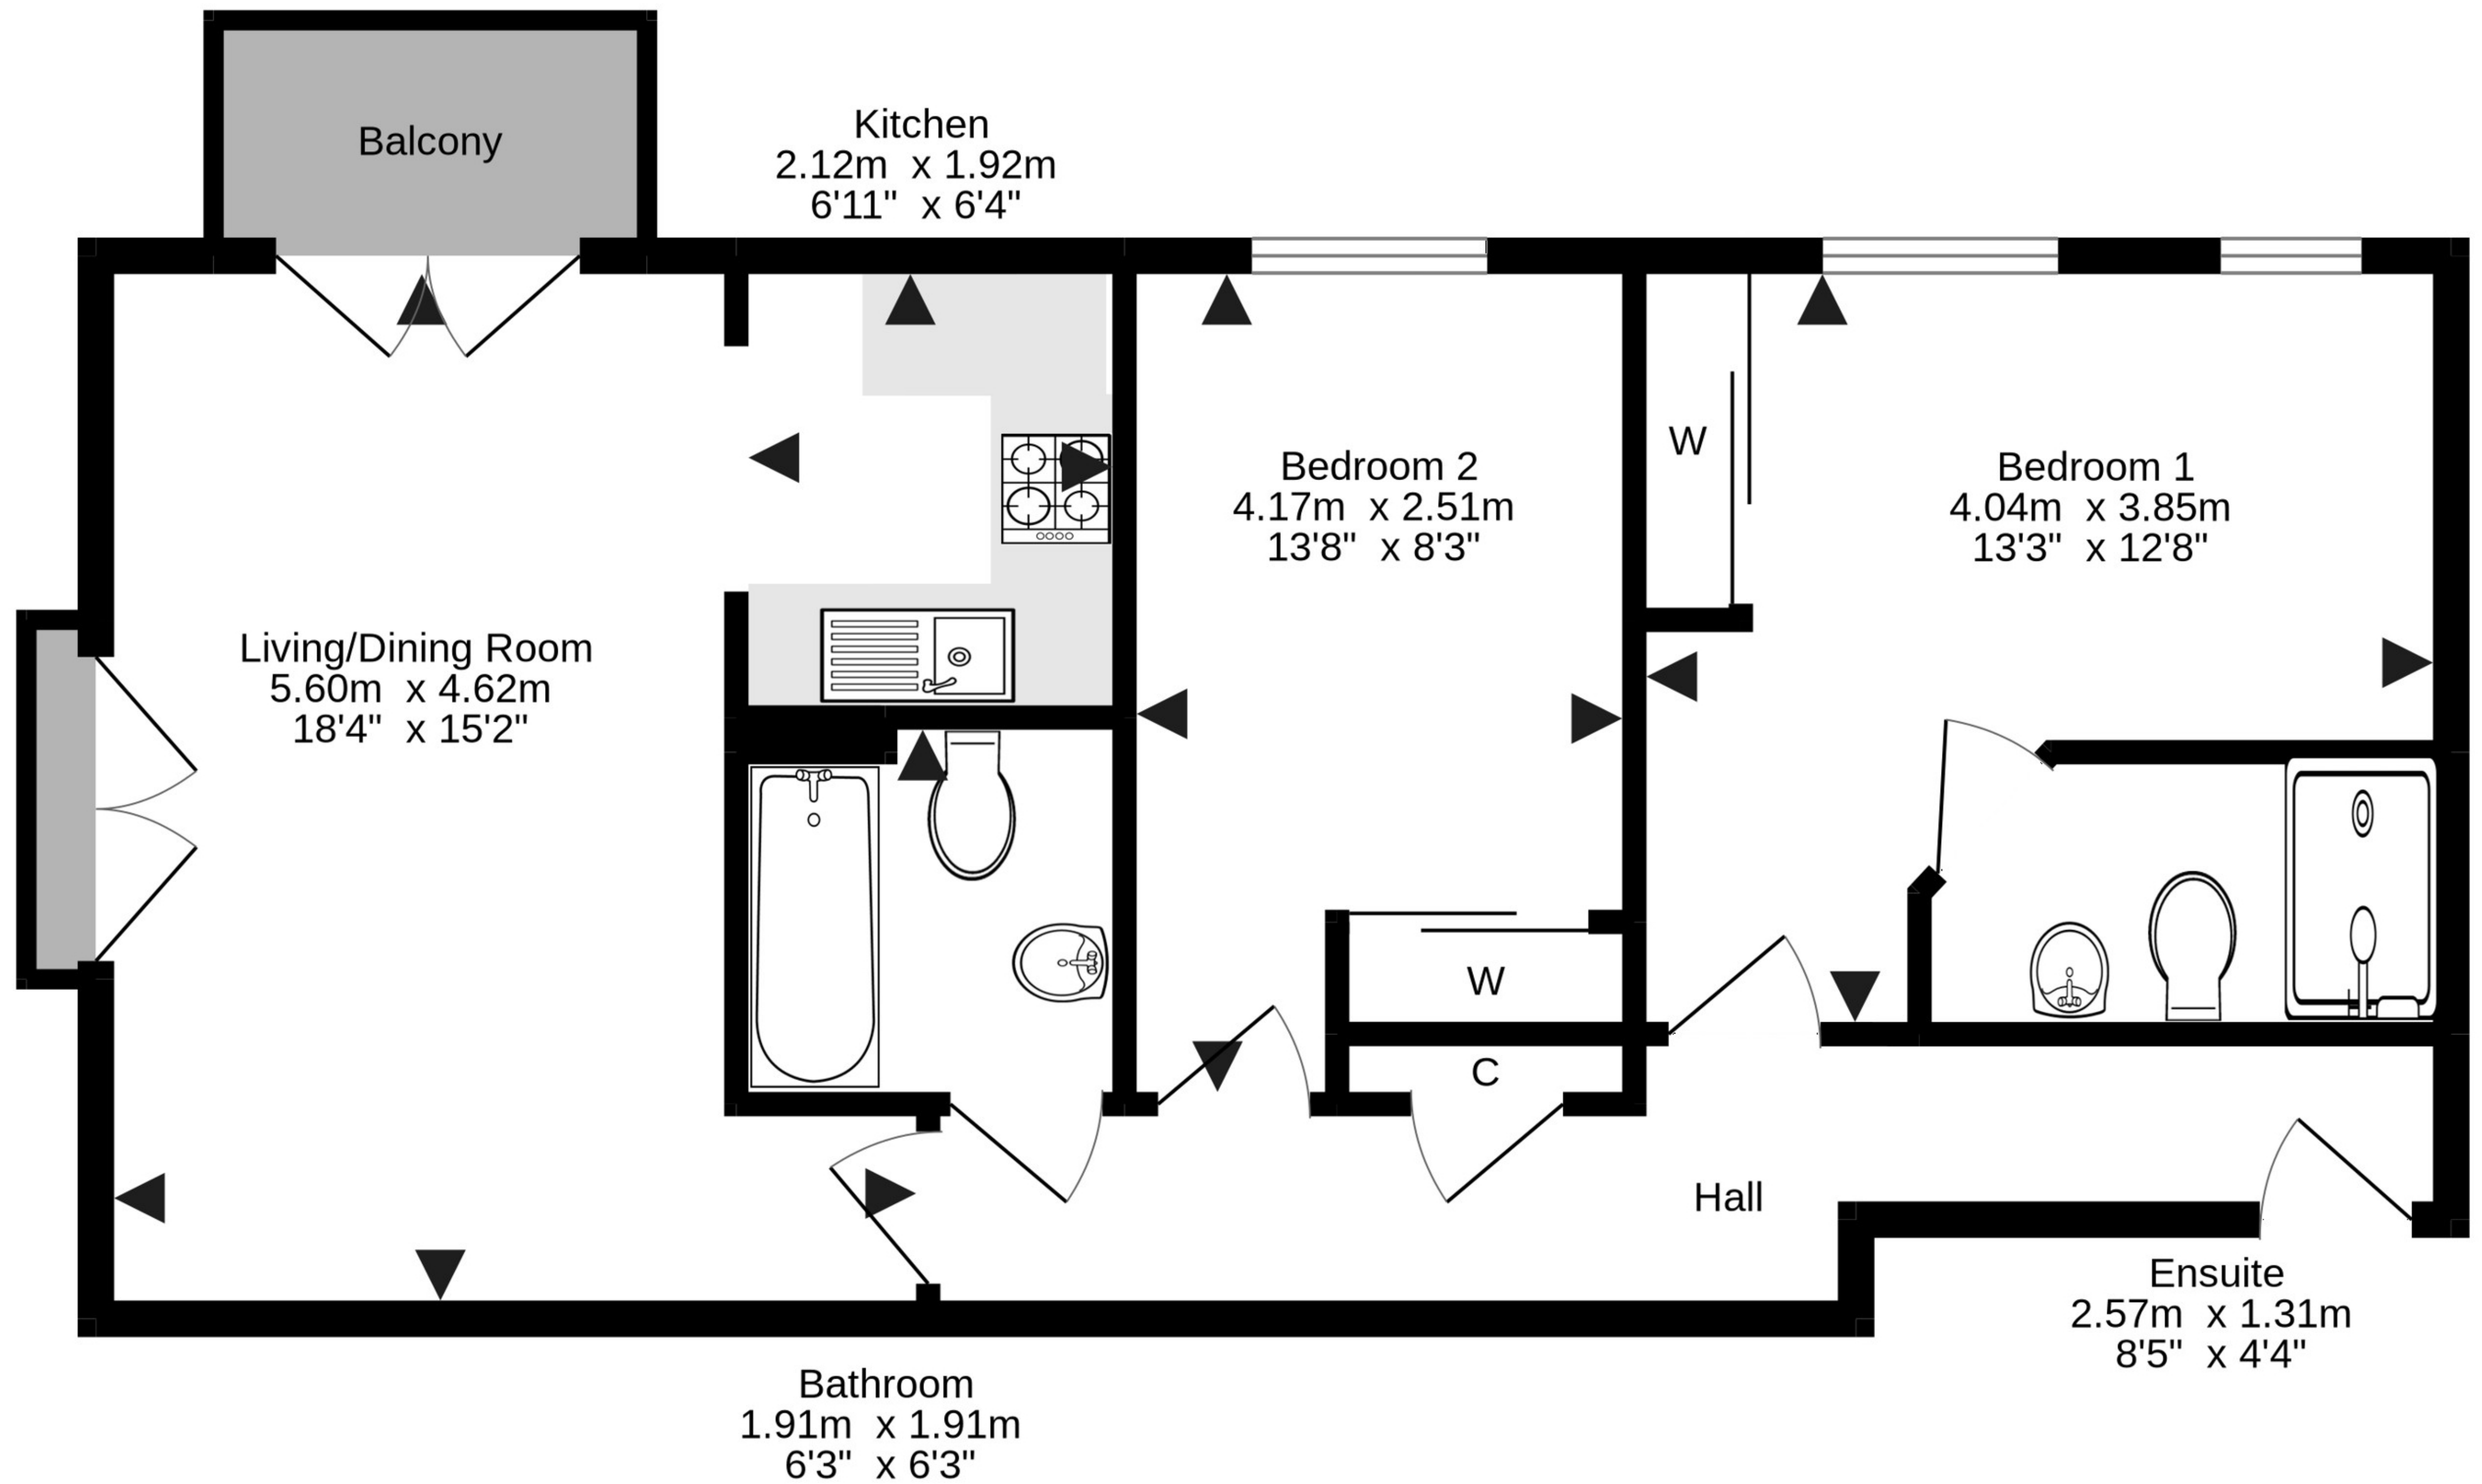 Balcony
Kitchen
2.12m x 1.92m
6'11" x 6'4"
Bedroom 2
4.17m x 2.51m
13'8" x 8'3"
W
Bedroom 1
4.04m x 3.85m
13'3" x 12'8"
Living/Dining Room
5.60m x 4.62m
18'4" x 15'2"
W
C
Hall
Ensuite
2.57m x 1.31m
8'5" x 4'4"
Bathroom
1.91m x 1.91m
6'3" x 6'3"